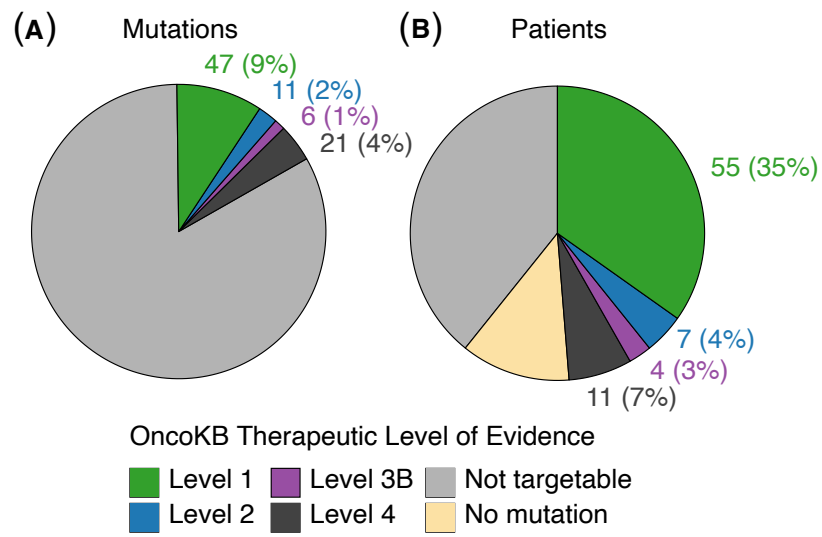 (A) Mutations
47 (9%)
11 (2%)
6 (1%)
21 (4%)
(B) Patients
55 (35%)
7 (4%)
4 (3%)
11 (7%)
OncoKB Therapeutic Level of Evidence
Level 1 Level 3B Not targetable
Level 2 Level 4 No mutation